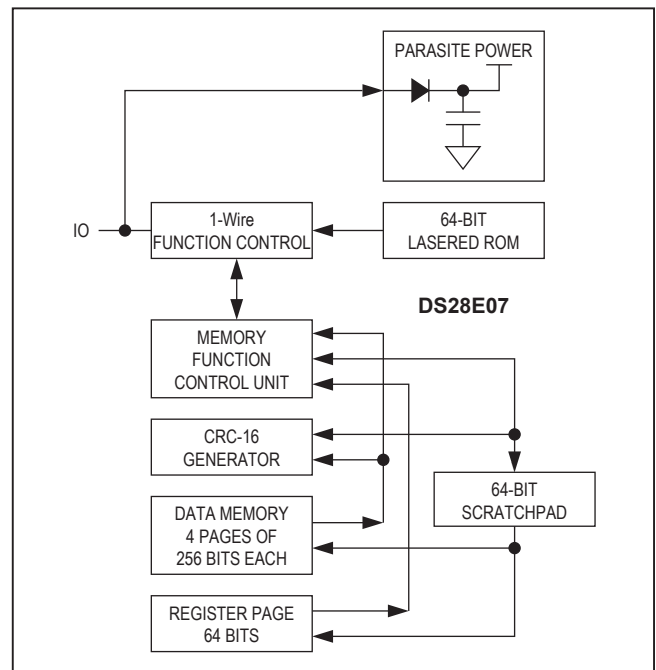 PARASITE POWER
IO
1-Wire
FUNCTION CONTROL
64-BIT
LASERED ROM
DS28E07
MEMORY
FUNCTION
CONTROL UNIT
CRC-16
GENERATOR
64-BIT
SCRATCHPAD
DATA MEMORY
4 PAGES OF
256 BITS EACH
REGISTER PAGE
64 BITS